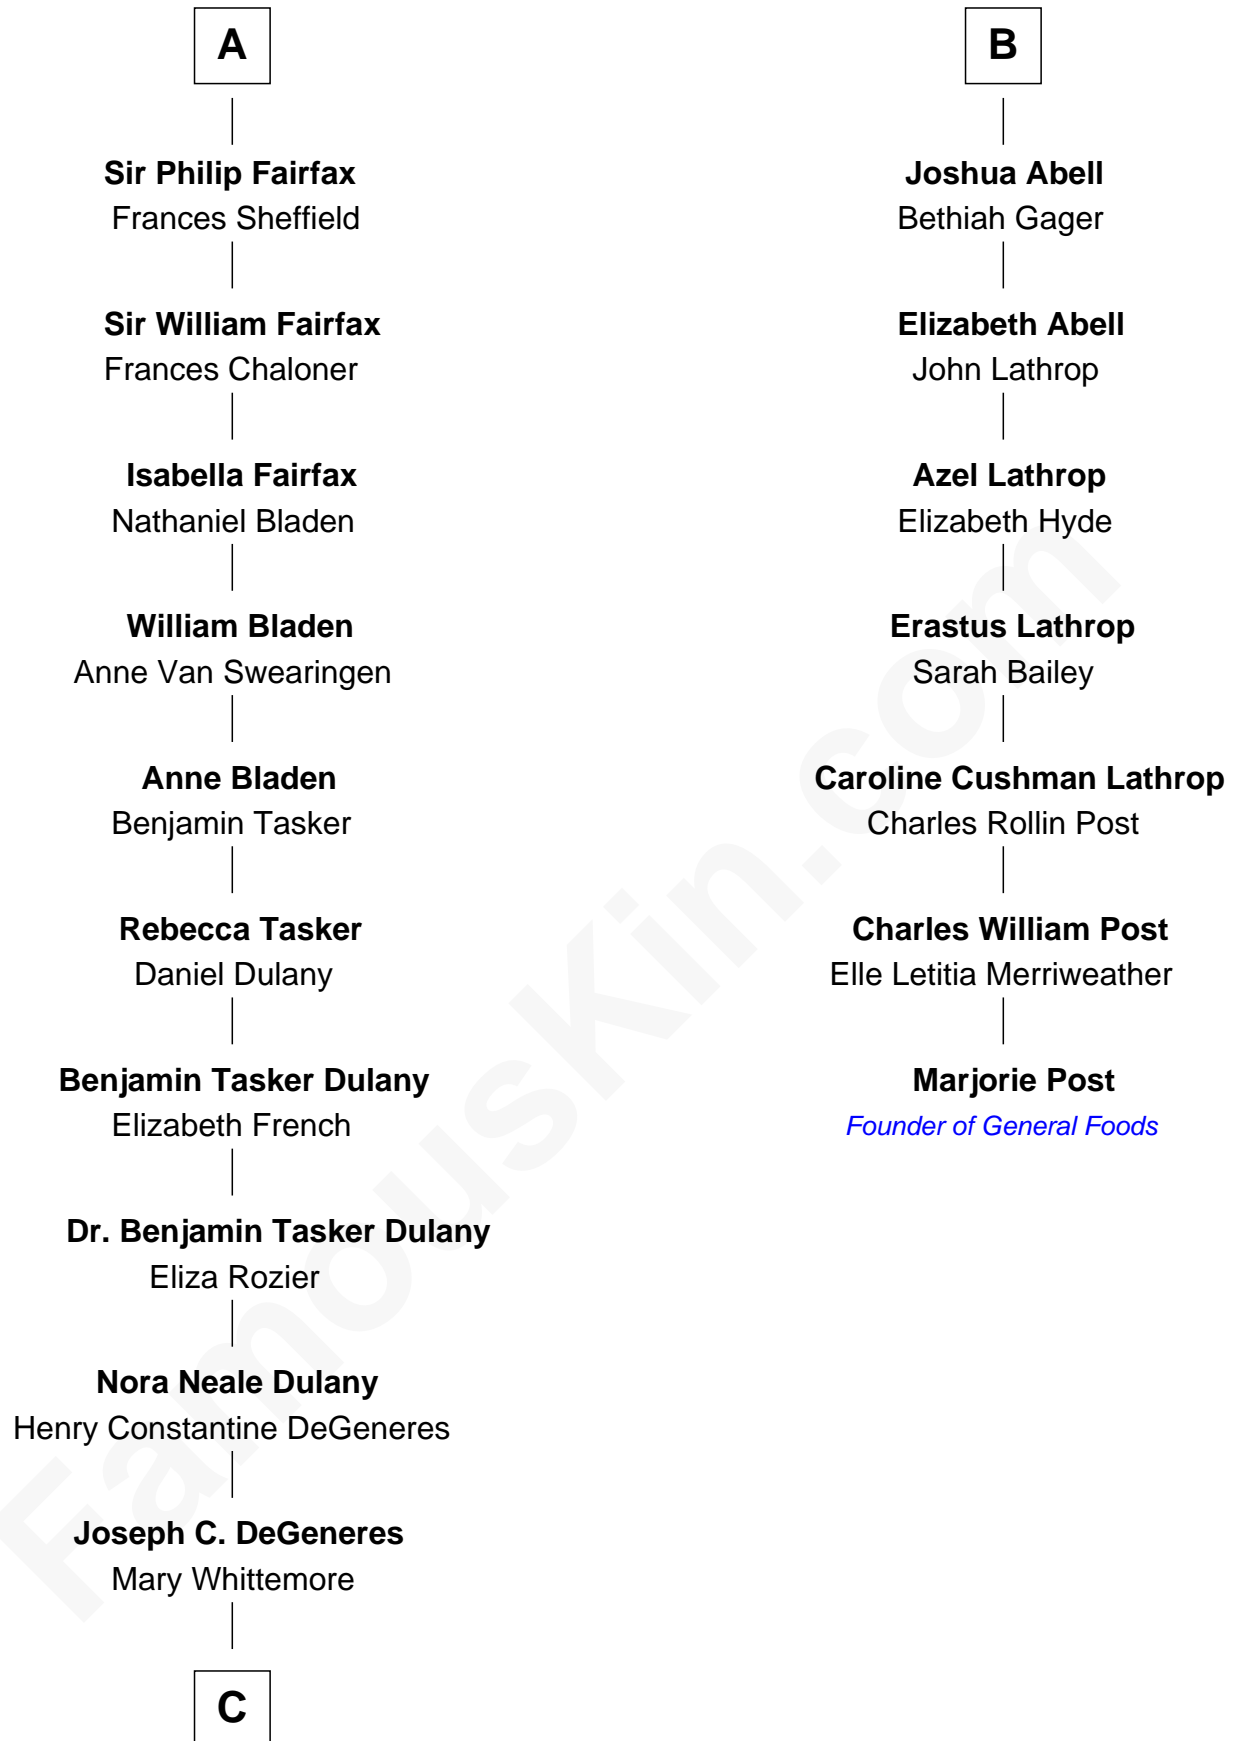 A
Sir Philip Fairfax
Frances Sheffield
Sir William Fairfax
Frances Chaloner
Isabella Fairfax
Nathaniel Bladen
William Bladen
Anne Van Swearingen
Anne Bladen
Benjamin Tasker
Rebecca Tasker
Daniel Dulany
Benjamin Tasker Dulany
Elizabeth French
Dr. Benjamin Tasker Dulany
Eliza Rozier
Nora Neale Dulany
Henry Constantine DeGeneres
Joseph C. DeGeneres
Mary Whittemore
C
B
Joshua Abell
Bethiah Gager
Elizabeth Abell
John Lathrop
Azel Lathrop
Elizabeth Hyde
Erastus Lathrop
Sarah Bailey
Caroline Cushman Lathrop
Charles Rollin Post
Charles William Post
Elle Letitia Merriweather
Marjorie Post
Founder of General Foods
FamousKin.com